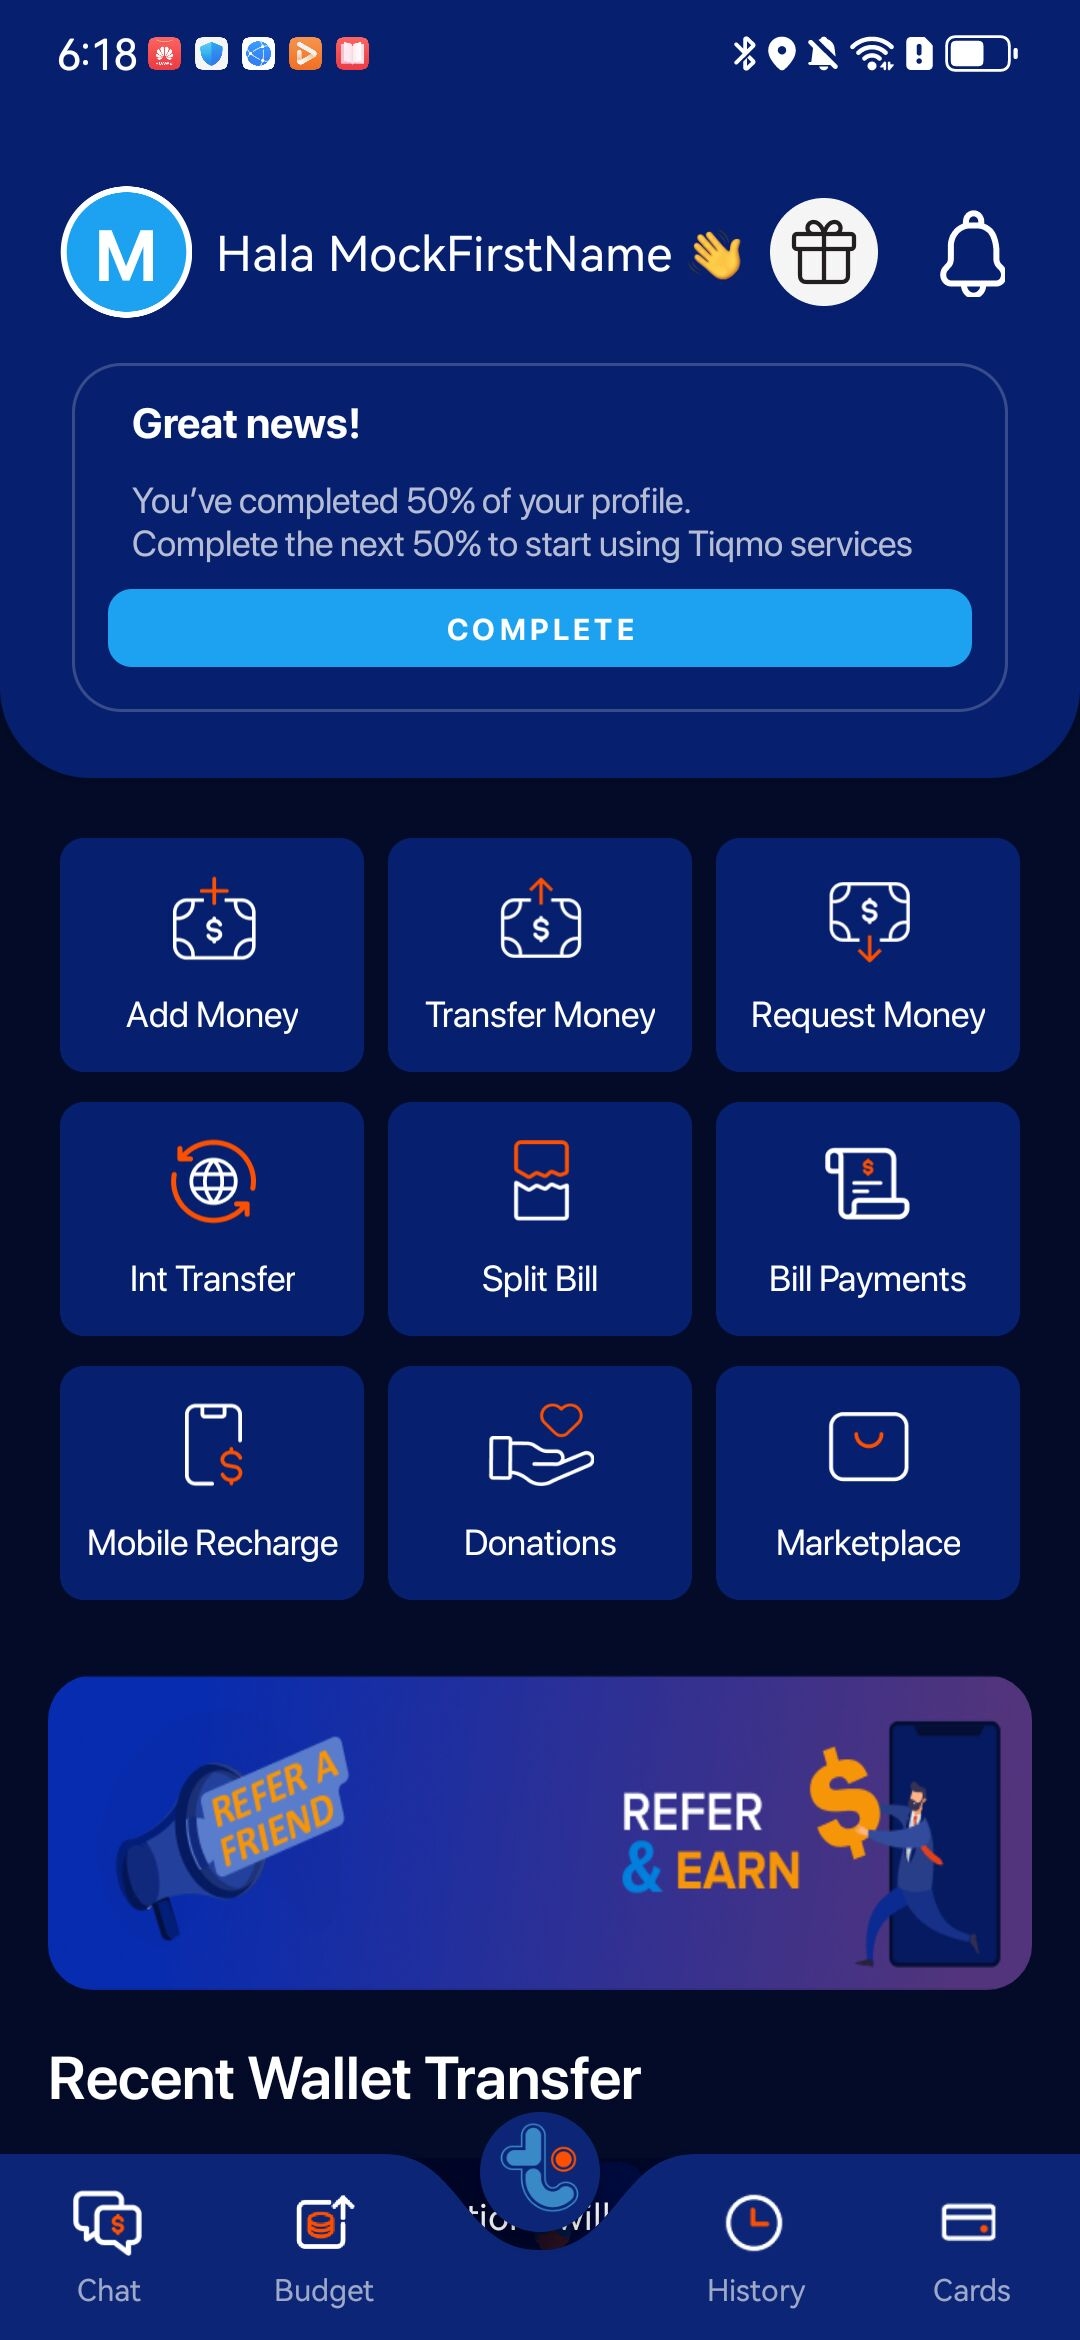 6:18
M
Hala MockFirstName 👋
Great news!
You’ve completed 50% of your profile.
Complete the next 50% to start using Tiqmo services
COMPLETE
Add Money
Transfer Money
Request Money
Int Transfer
Split Bill
Bill Payments
Mobile Recharge
Donations
Marketplace
REFER A
FRIEND
REFER
& EARN
Recent Wallet Transfer
will
Chat
Budget
History
Cards